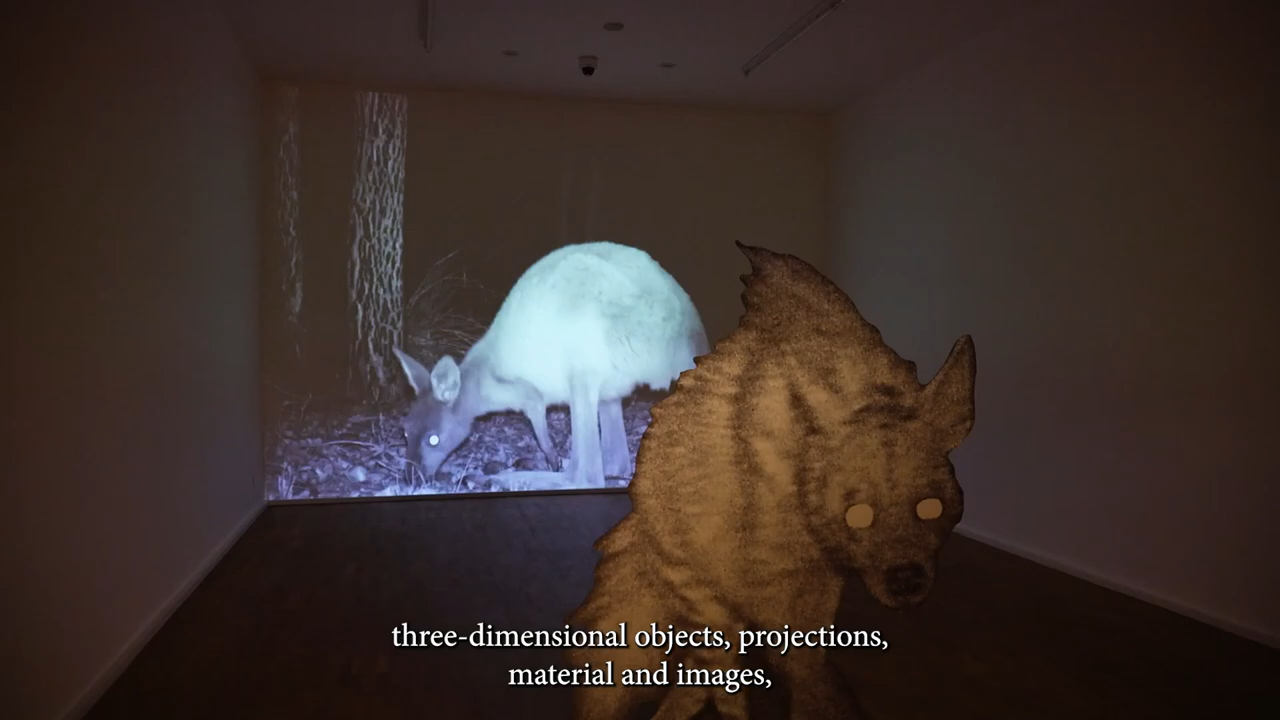 three-dimensional objects, projections,
material and images,